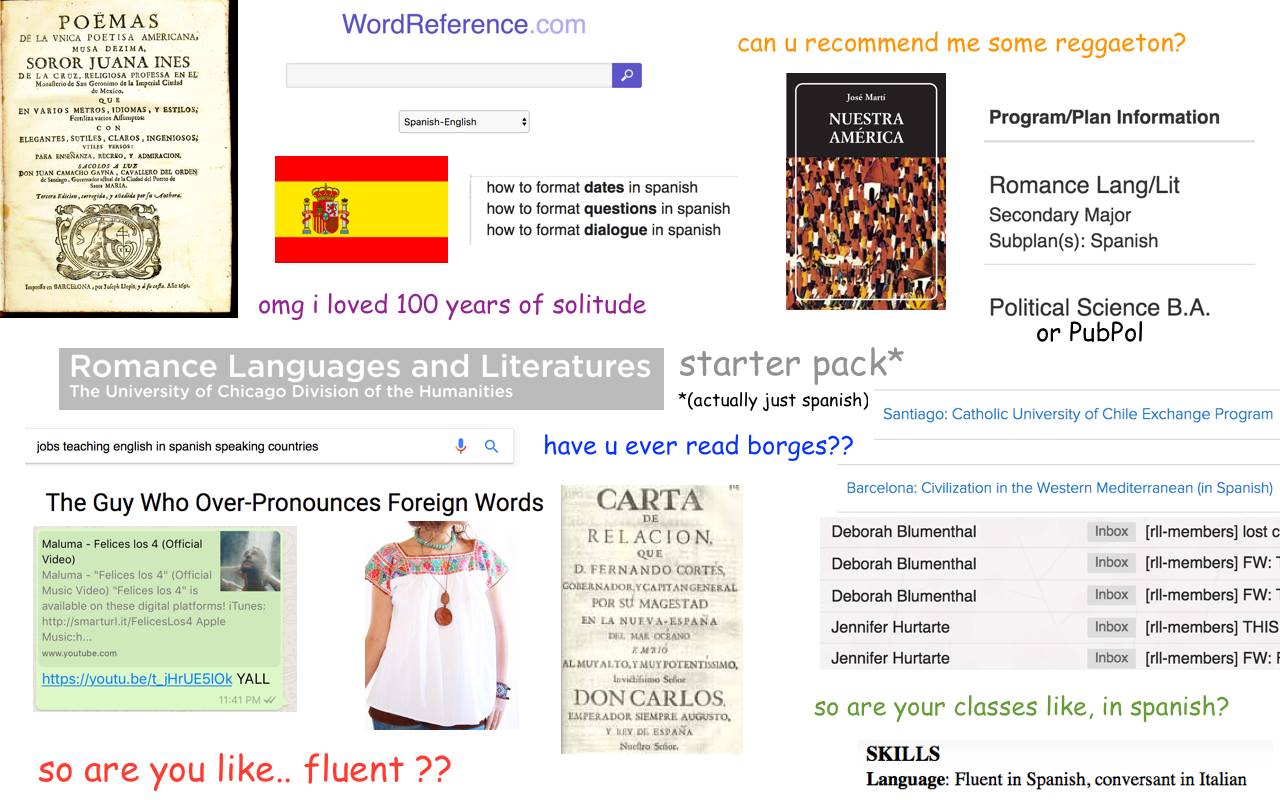 POËMAS
DE LA VNICA POETISA AMERICANA,
MUSA DEZIMA,
SOROR JUANA INES
DE LA CRUZ, RELIGIOSA PROFESSA EN EL
Monasterio de San Geronimo de la Imperial Ciudad
de Mexico.
QUE
EN VARIOS METROS, IDIOMAS, Y ESTILOS,
Fertiliza varios Assumptos:
CON
ELEGANTES, SUTILES, CLAROS, INGENIOSOS,
VTILES VERSOS:
PARA ENSEÑANZA, RECREO, Y ADMIRACION.
SACOLOS A LUZ
DON JUAN CAMACHO GAYNA, CAVALLERO DEL ORDEN
de Santiago, Governador actual de la Ciudad del Puerto de
Santa MARIA.
Tercera Edicion, corregida, y añadida por su Authora.
Impresso en BARCELONA, por Joseph Llopis, y á su costa. Año 1691.
WordReference.com
Spanish-English
how to format dates in spanish
how to format questions in spanish
how to format dialogue in spanish
omg i loved 100 years of solitude
can u recommend me some reggaeton?
José Martí
NUESTRA
AMÉRICA
Program/Plan Information
Romance Lang/Lit
Secondary Major
Subplan(s): Spanish
Political Science B.A.
or PubPol
Romance Languages and Literatures
The University of Chicago Division of the Humanities
starter pack*
*(actually just spanish)
Santiago: Catholic University of Chile Exchange Program
jobs teaching english in spanish speaking countries
have u ever read borges??
Barcelona: Civilization in the Western Mediterranean (in Spanish)
The Guy Who Over-Pronounces Foreign Words
Maluma - Felices los 4 (Official
Video)
Maluma - "Felices los 4" (Official
Music Video) "Felices los 4" is
available on these digital platforms! iTunes:
http://smarturl.it/FelicesLos4 Apple
Music:h...
www.youtube.com
https://youtu.be/t_jHrUE5IOk YALL
11:41 PM
CARTA
DE
RELACION,
QUE
D. FERNANDO CORTÉS,
GOBERNADOR, Y CAPITAN GENERAL
POR SU MAGESTAD
EN LA NUEVA-ESPAÑA
DEL MAR OCEANO
EMBIÓ
AL MUY ALTO, Y MUY POTENTISSIMO,
Invictissimo Señor
DON CARLOS,
EMPERADOR SIEMPRE AUGUSTO,
Y REY DE ESPAÑA
Nuestro Señor.
Deborah Blumenthal Inbox [rll-members] lost c
Deborah Blumenthal Inbox [rll-members] FW: T
Deborah Blumenthal Inbox [rll-members] FW: T
Jennifer Hurtarte Inbox [rll-members] THIS
Jennifer Hurtarte Inbox [rll-members] FW: F
so are your classes like, in spanish?
so are you like.. fluent ??
SKILLS
Language: Fluent in Spanish, conversant in Italian